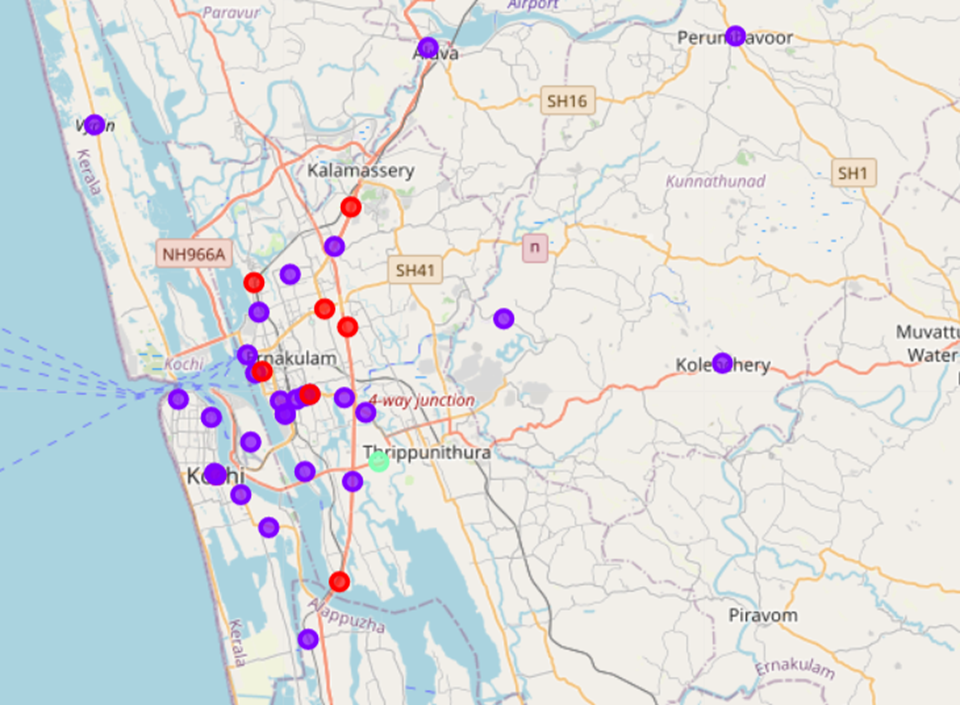 Paravur
Airport
Perumbavoor
Aluva
SH16
Kerala
Kalamassery
SH1
Kunnathunad
NH966A
n
SH41
Muvattu
Water
Kochi
Ernakulam
Kolenchery
4-way junction
Thrippunithura
Kochi
Alappuzha
Piravom
Kerala
Ernakulam